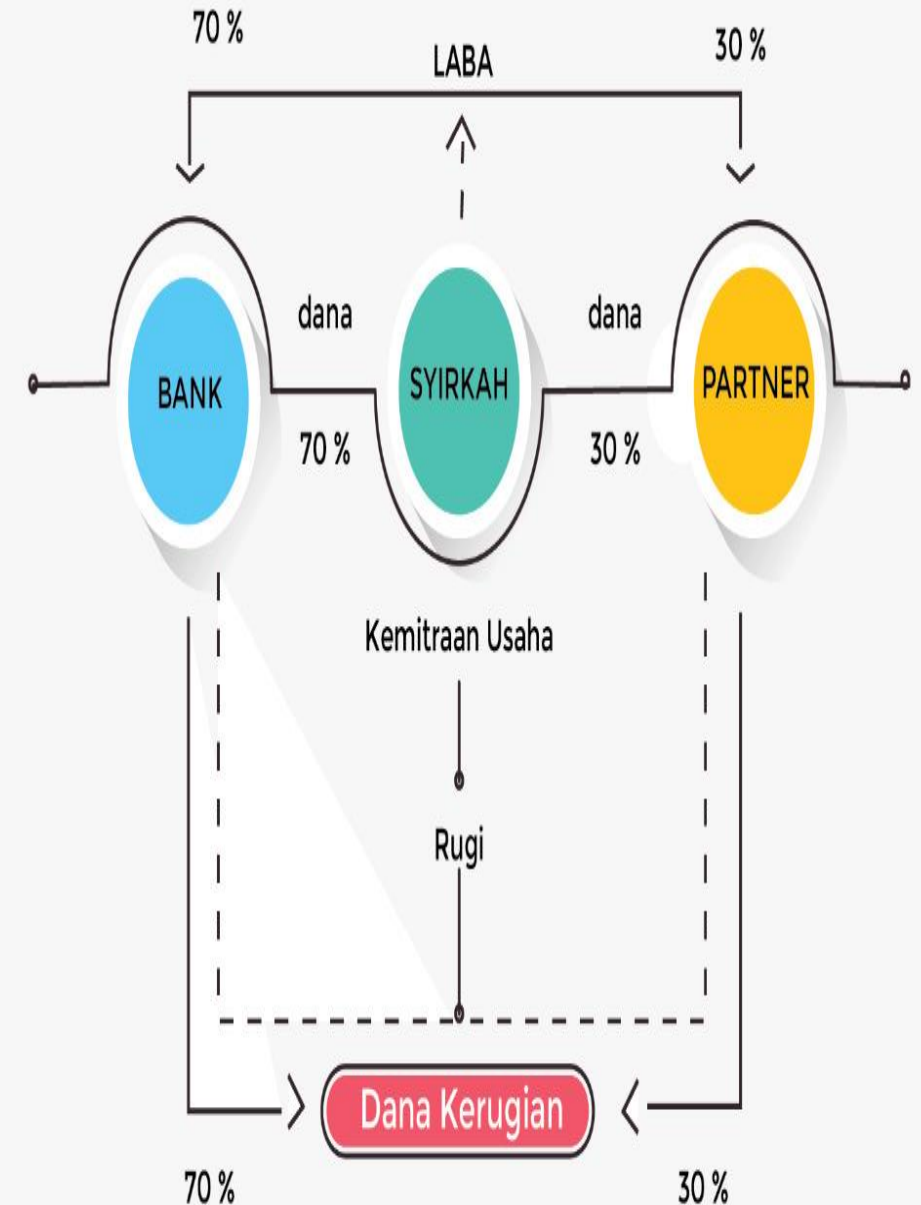 70 %
LABA
30 %
dana
dana
BANK
SYIRKAH
PARTNER
70 %
30 %
Kemitraan Usaha
Rugi
Dana Kerugian
70 %
30 %